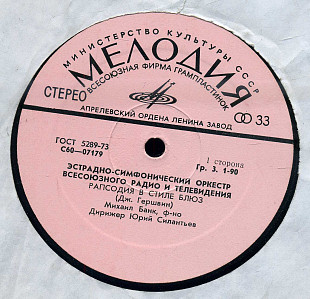 МИНИСТЕРСТВО КУЛЬТУРЫ СССР
МЕЛОДИЯ
ВСЕСОЮЗНАЯ ФИРМА ГРАМПЛАСТИНОК
СТЕРЕО
33
АПРЕЛЕВСКИЙ ОРДЕНА ЛЕНИНА ЗАВОД
ГОСТ 5289-73
С60-07179
1 сторона
Гр. 3. 1-90
ЭСТРАДНО-СИМФОНИЧЕСКИЙ ОРКЕСТР
ВСЕСОЮЗНОГО РАДИО И ТЕЛЕВИДЕНИЯ
РАПСОДИЯ В СТИЛЕ БЛЮЗ
(Дж. Гершвин)
Михаил Банк, ф-но
Дирижер Юрий Силантьев